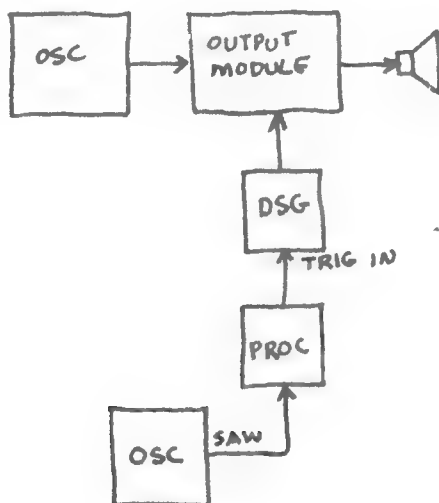 OSC
OUTPUT
MODULE
DSG
TRIG IN
PROC
SAW
OSC